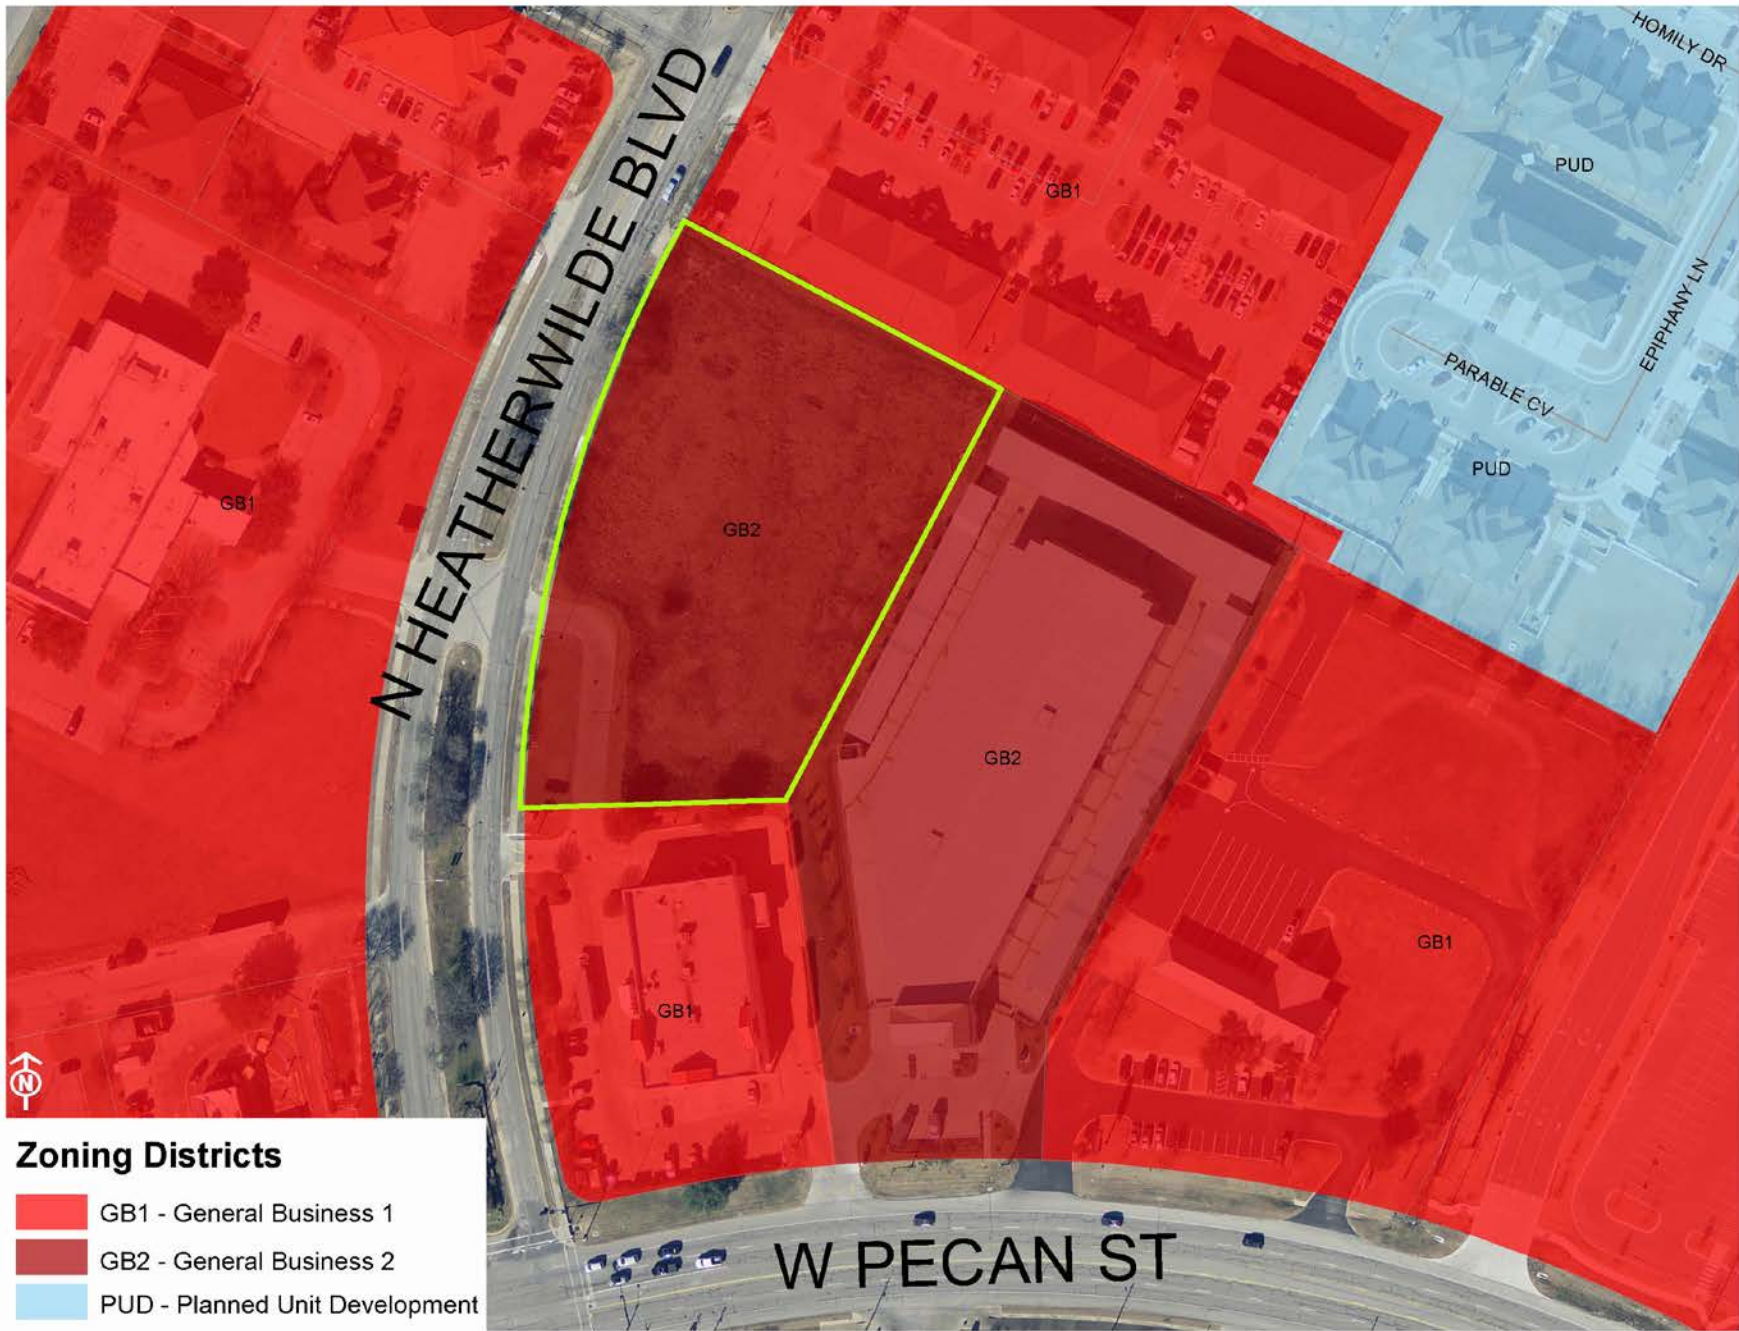 HOMILY DR
N HEATHERWILDE BLVD
PUD
GB1
EPIPHANY LN
PARABLE CV
PUD
GB1
GB2
GB2
GB1
GB1
N
Zoning Districts
GB1 - General Business 1
GB2 - General Business 2
PUD - Planned Unit Development
W PECAN ST